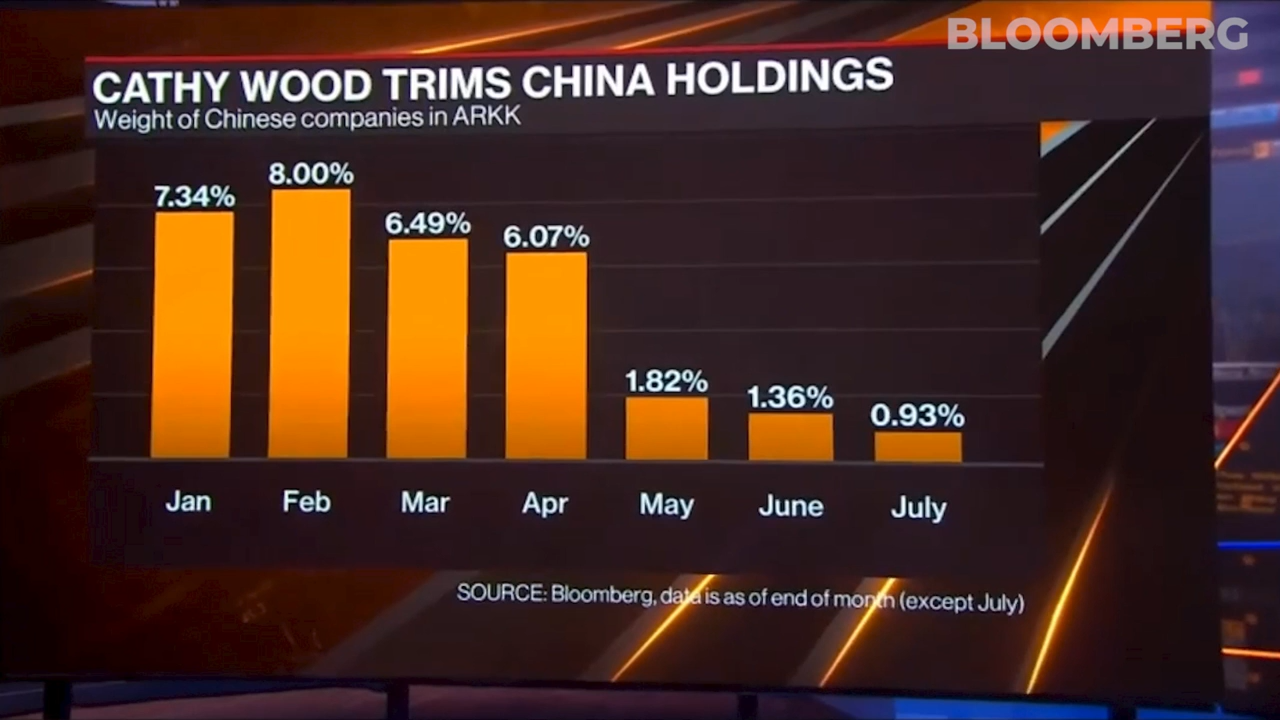 BLOOMBERG
CATHY WOOD TRIMS CHINA HOLDINGS
Weight of Chinese companies in ARKK
7.34%
8.00%
6.49%
6.07%
1.82%
1.36%
0.93%
Jan
Feb
Mar
Apr
May
June
July
SOURCE: Bloomberg, data is as of end of month (except July)